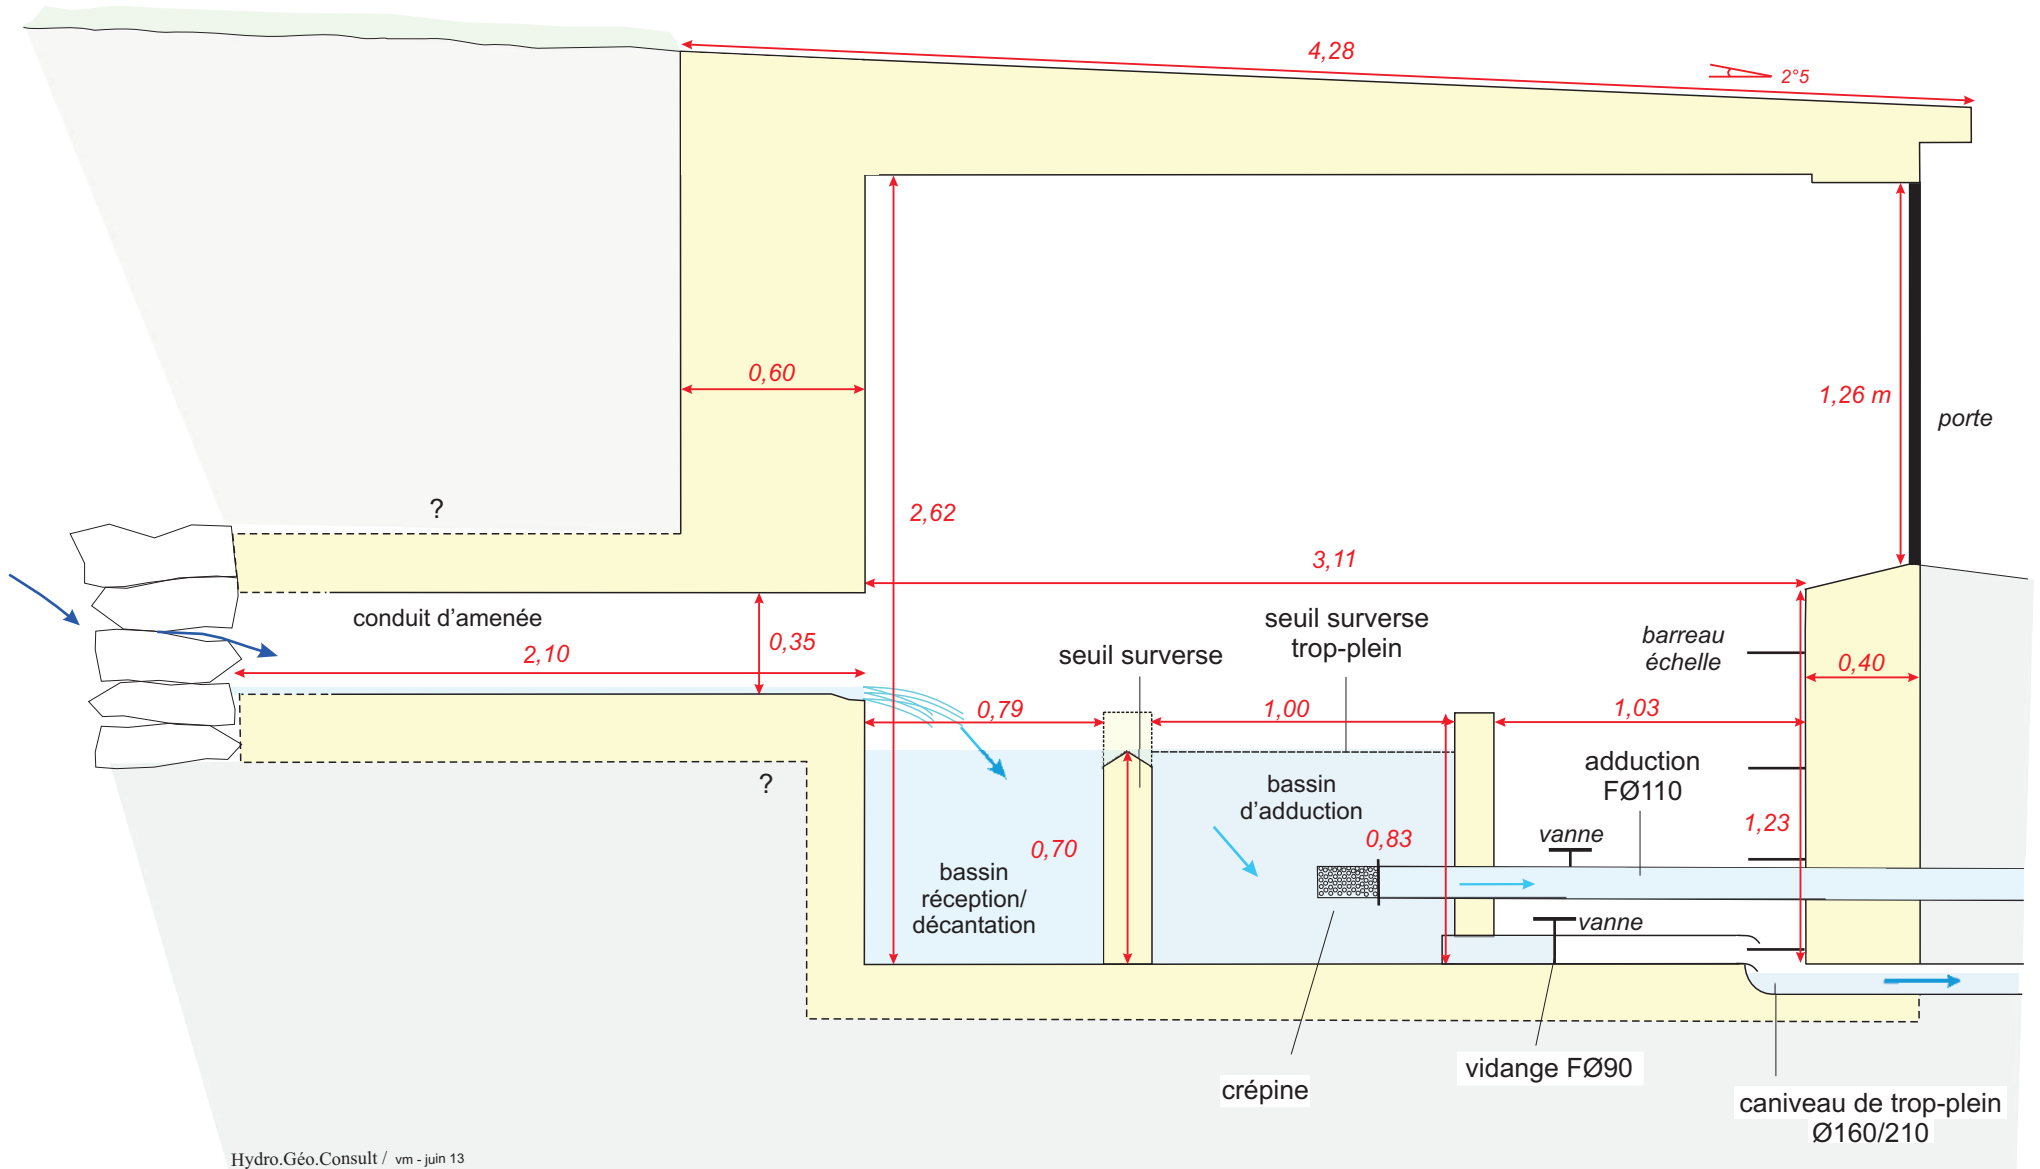 4,28
2°5
0,60
1,26 m
porte
?
2,62
3,11
conduit d'amenée
0,35
2,10
seuil surverse
seuil surverse
trop-plein
barreau
échelle
0,40
0,79
1,00
1,03
?
bassin
d'adduction
adduction
FØ110
vanne
1,23
0,70
0,83
bassin
réception/
décantation
vanne
crépine
vidange FØ90
caniveau de trop-plein
Ø160/210
Hydro.Géo.Consult / vm - juin 13